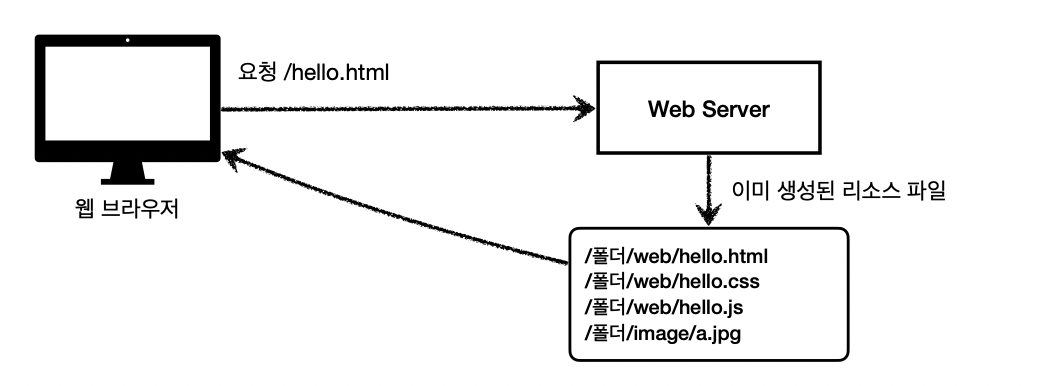 요청 /hello.html
Web Server
웹 브라우저
이미 생성된 리소스 파일
/폴더/web/hello.html
/폴더/web/hello.css
/폴더/web/hello.js
/폴더/image/a.jpg